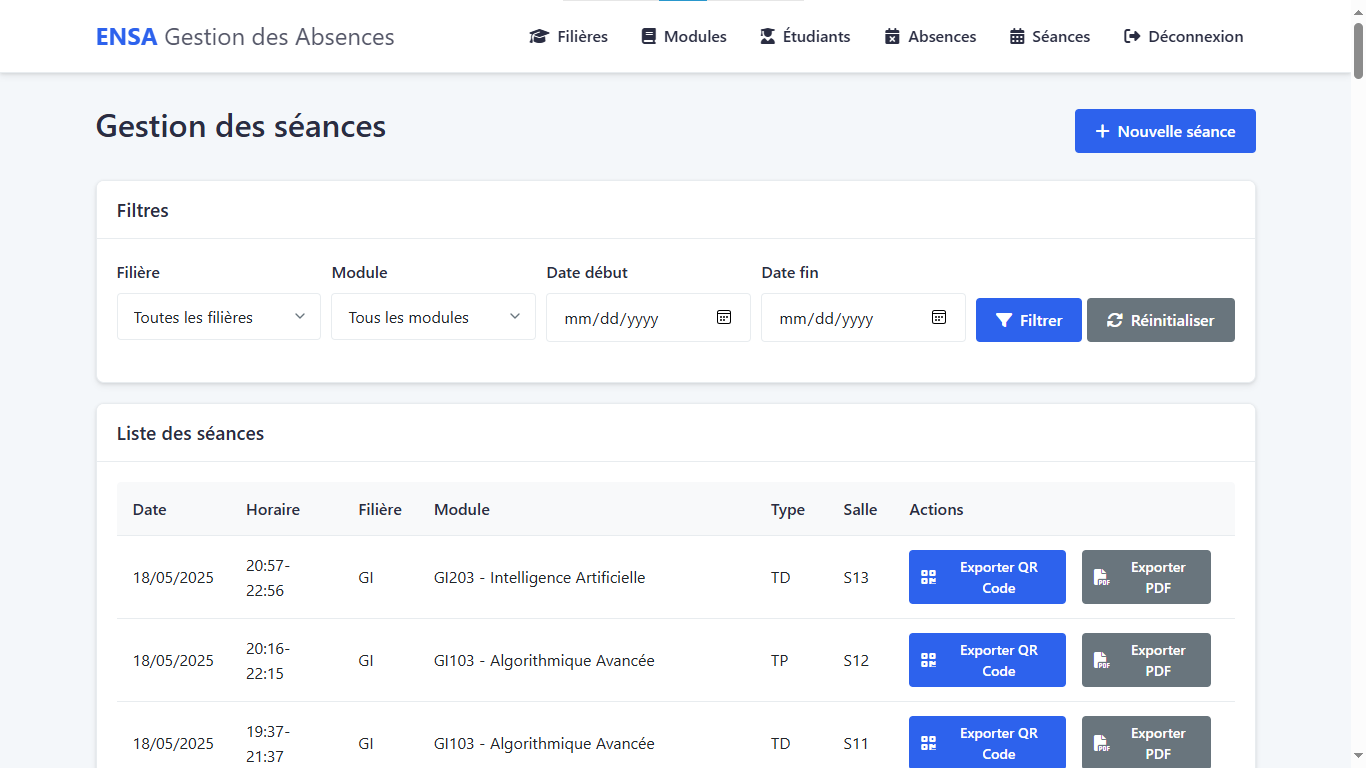 ENSA Gestion des Absences
Filières
Modules
Étudiants
Absences
Séances
Déconnexion
Gestion des séances
Nouvelle séance
Filtres
Filière
Module
Date début
Date fin
Toutes les filières
Tous les modules
mm/dd/yyyy
mm/dd/yyyy
Filtrer
Réinitialiser
Liste des séances
Date
Horaire
Filière
Module
Type
Salle
Actions
18/05/2025
20:57-
22:56
GI
GI203 - Intelligence Artificielle
TD
S13
Exporter QR
Code
PDF
Exporter
PDF
18/05/2025
20:16-
22:15
GI
GI103 - Algorithmique Avancée
TP
S12
Exporter QR
Code
PDF
Exporter
PDF
18/05/2025
19:37-
21:37
GI
GI103 - Algorithmique Avancée
TD
S11
Exporter QR
Code
PDF
Exporter
PDF